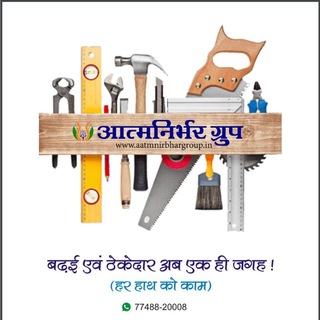 आत्मनिर्भर ग्रुप
www.aatmnirbhargroup.in
बढ़ई एवं ठेकेदार अब एक ही जगह !
(हर हाथ को काम)
77488-20008